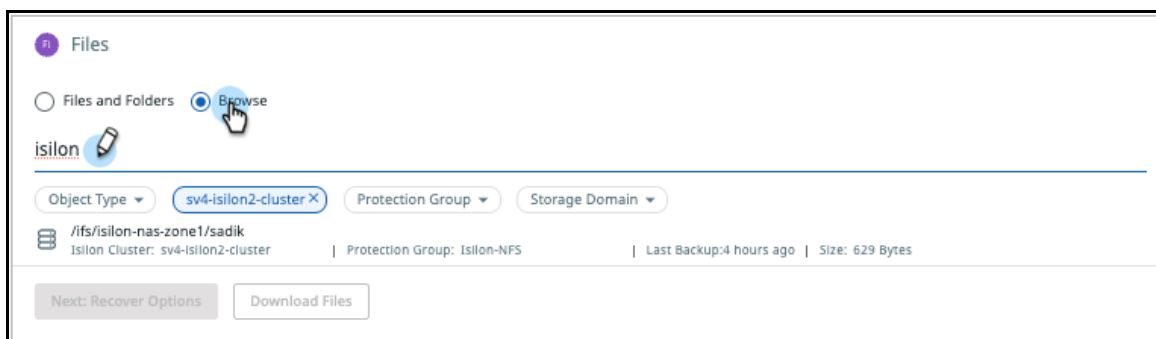 Fi Files
Files and Folders Browse
isilon
Object Type sv4-isilon2-cluster × Protection Group Storage Domain
/ifs/isilon-nas-zone1/sadik
Isilon Cluster: sv4-isilon2-cluster | Protection Group: Isilon-NFS | Last Backup:4 hours ago | Size: 629 Bytes
Next: Recover Options Download Files